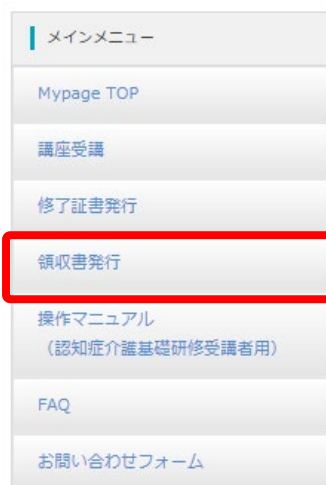 メインメニュー
Mypage TOP
講座受講
修了証書発行
領収書発行
操作マニュアル
（認知症介護基礎研修受講者用）
FAQ
お問い合わせフォーム